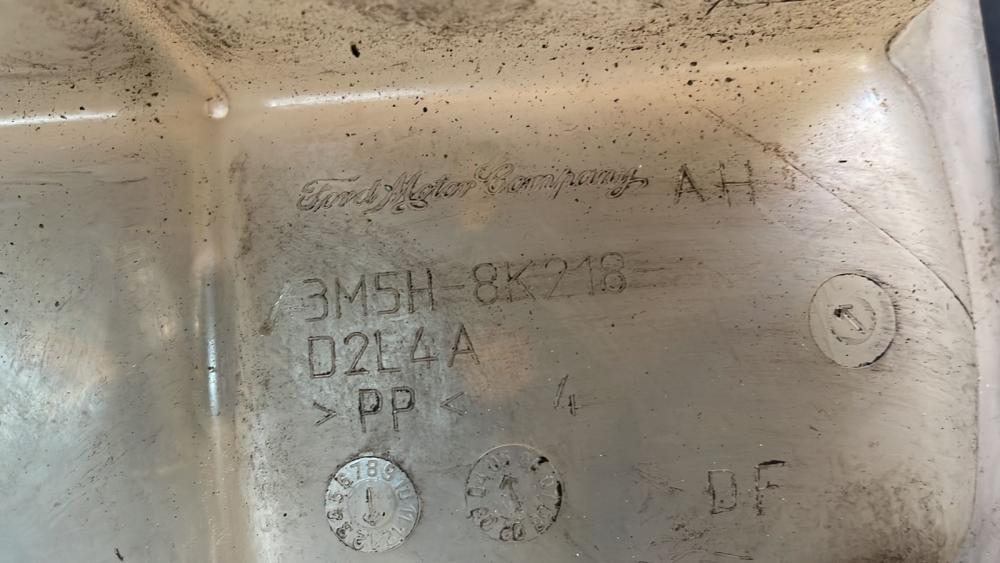 Ford Motor Company AH
3M5H-8K218
D2L4A
>PP< 4
DF